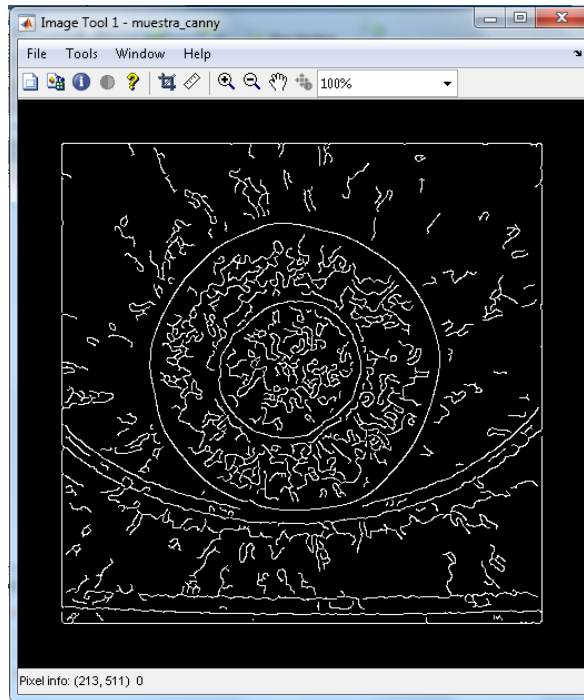 Image Tool 1 - muestra_canny
File Tools Window Help
100%
Pixel info: (213, 511) 0